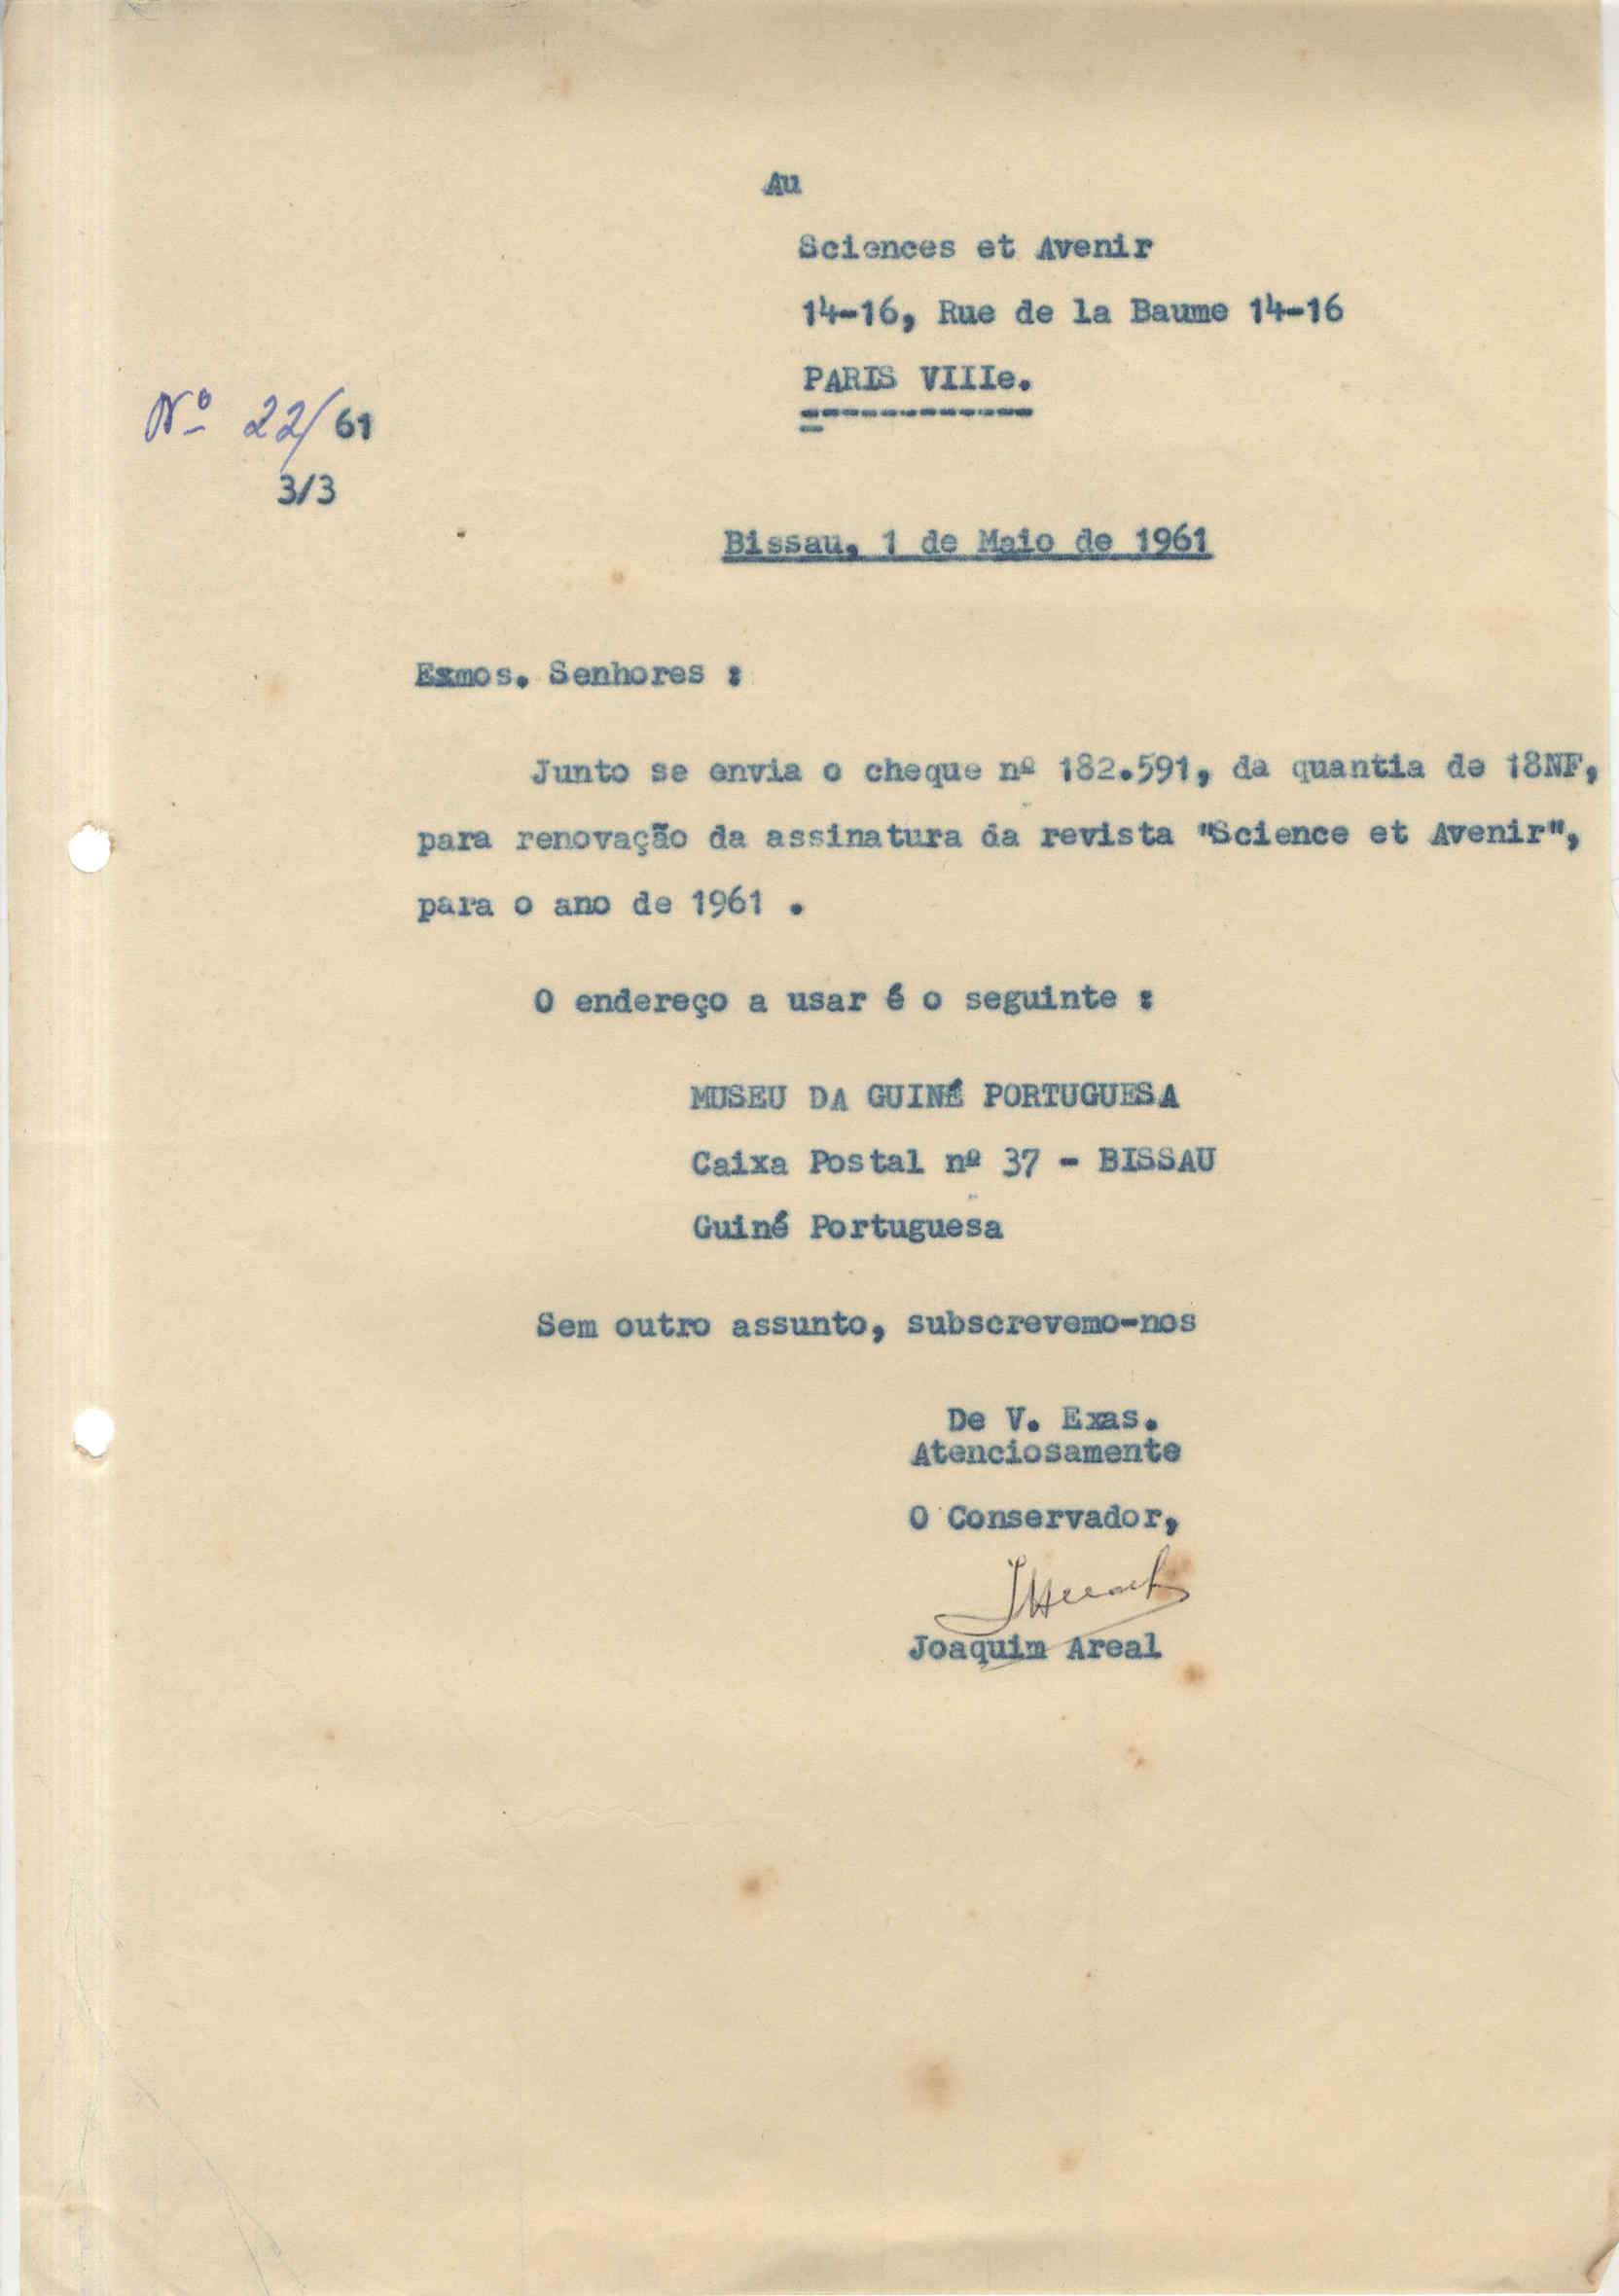 Au
Sciences et Avenir
14-16, Rue de la Baume 14-16
PARIS VIIIe.
Nº 22/61
3/3
Bissau, 1 de Maio de 1961
Exmos. Senhores :
Junto se envia o cheque nº 182.591, da quantia de 18NF,
para renovação da assinatura da revista "Science et Avenir",
para o ano de 1961 .
O endereço a usar é o seguinte :
MUSEU DA GUINÉ PORTUGUESA
Caixa Postal nº 37 - BISSAU
Guiné Portuguesa
Sem outro assunto, subscrevemo-nos
De V. Exas.
Atenciosamente
O Conservador,
Joaquim Areal